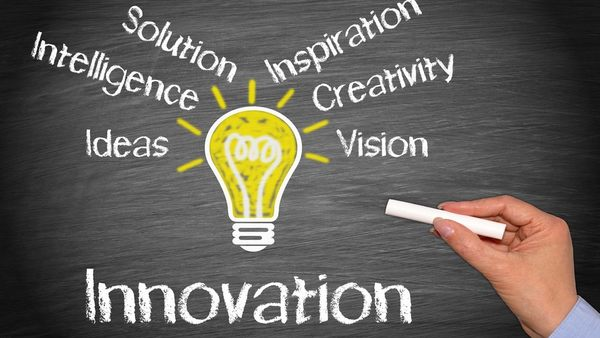 Solution
Inspiration
Intelligence
Creativity
Ideas
Vision
Innovation